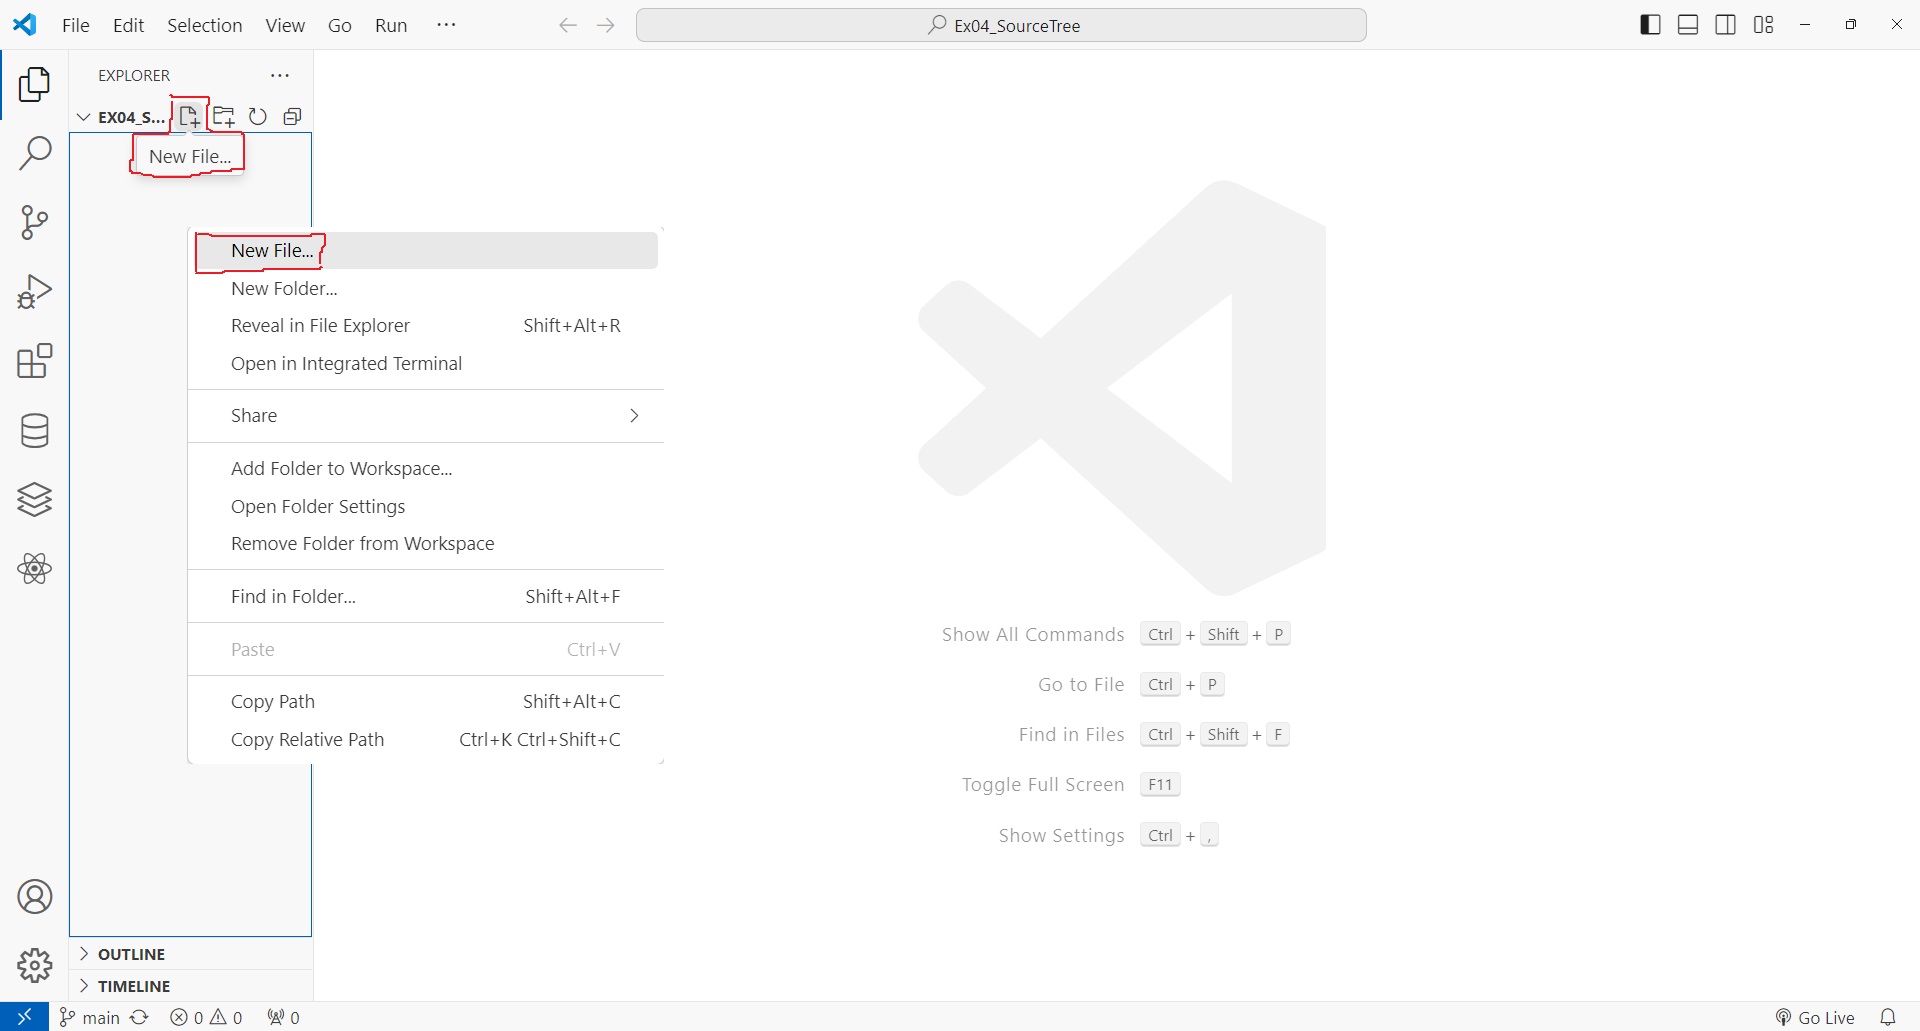 File Edit Selection View Go Run ···
Ex04_SourceTree
EXPLORER ···
EX04_S...
New File...
New File...
New Folder...
Reveal in File Explorer Shift+Alt+R
Open in Integrated Terminal
Share
Add Folder to Workspace...
Open Folder Settings
Remove Folder from Workspace
Find in Folder... Shift+Alt+F
Paste Ctrl+V
Copy Path Shift+Alt+C
Copy Relative Path Ctrl+K Ctrl+Shift+C
Show All Commands Ctrl + Shift + P
Go to File Ctrl + P
Find in Files Ctrl + Shift + F
Toggle Full Screen F11
Show Settings Ctrl + ,
OUTLINE
TIMELINE
main 0 0 0 Go Live